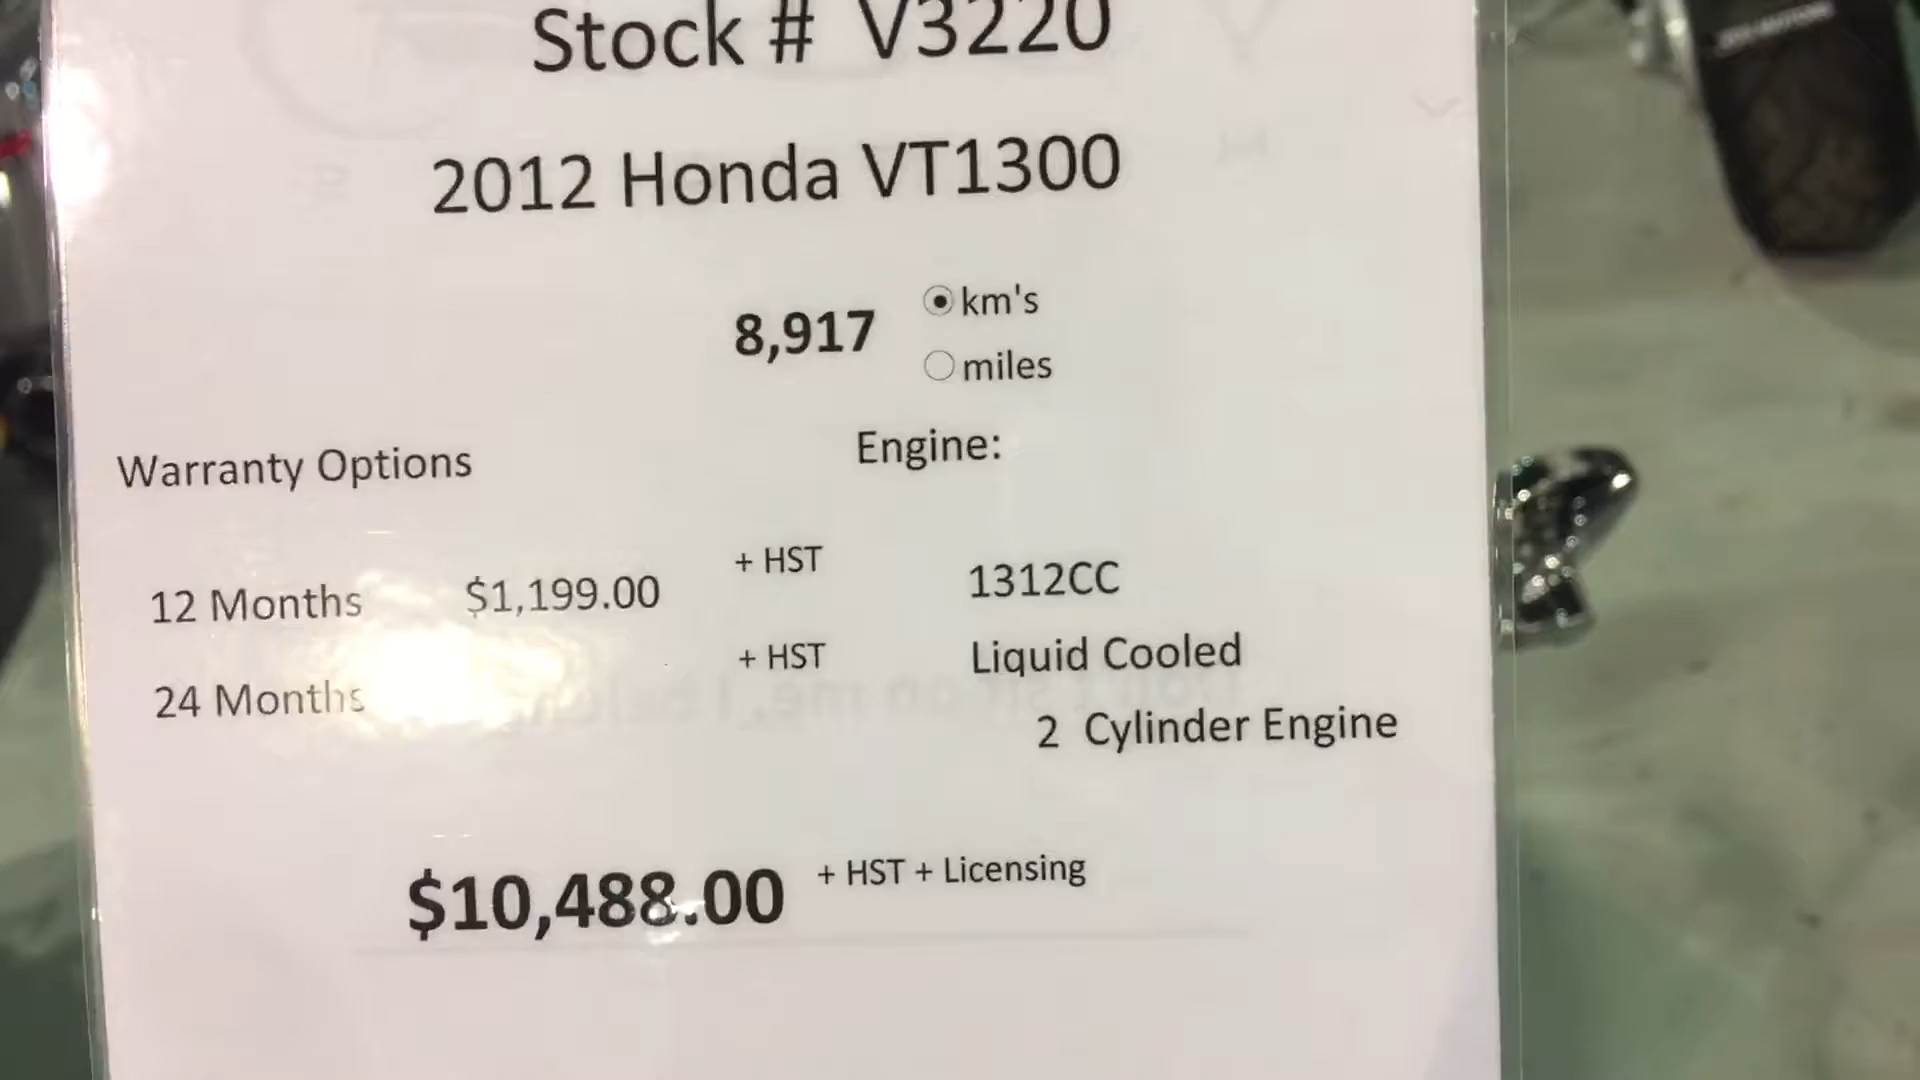 Stock # V3220
2012 Honda VT1300
8,917
km's
miles
Warranty Options
Engine:
12 Months $1,199.00 + HST
1312CC
24 Months + HST
Liquid Cooled
2 Cylinder Engine
$10,488.00 + HST + Licensing